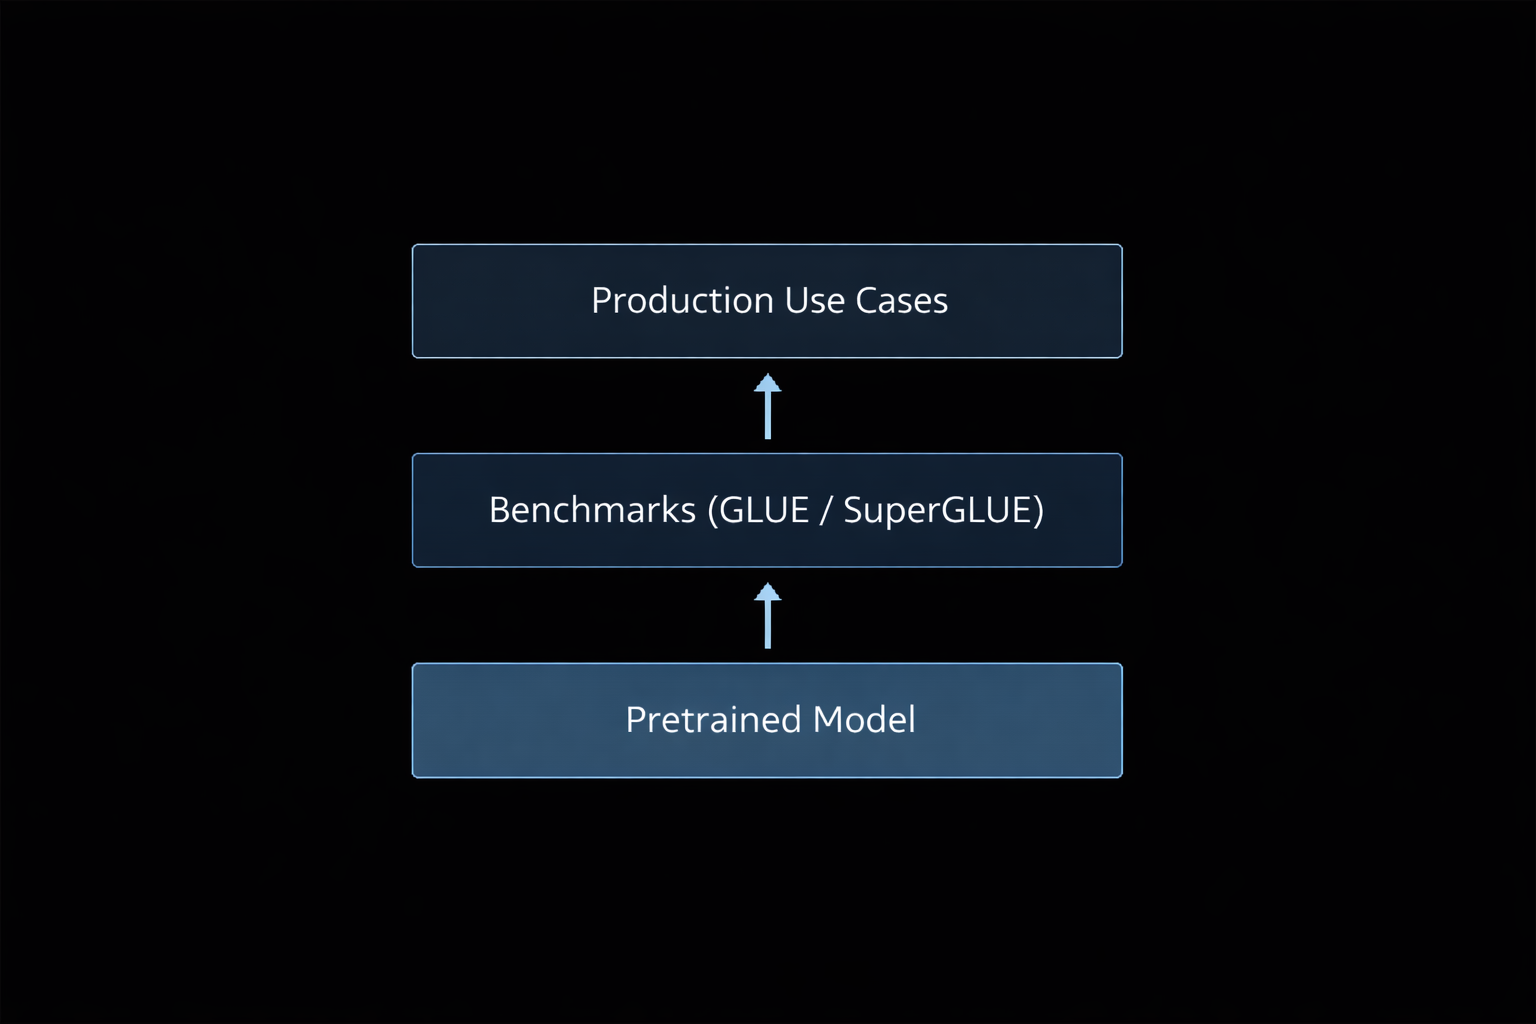 Production Use Cases
Benchmarks (GLUE / SuperGLUE)
Pretrained Model